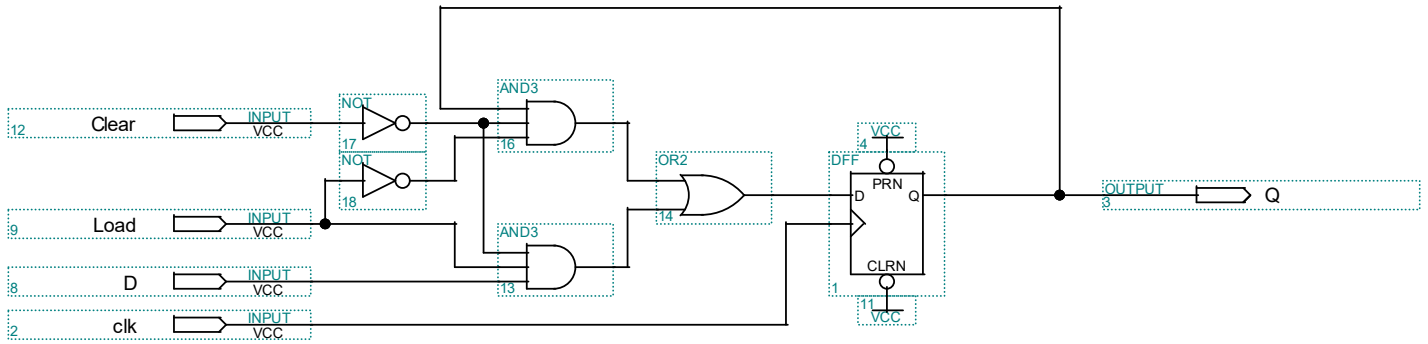 AND3
NOT
INPUT
VCC
12
Clear
17
16
VCC
4
NOT
18
OR2
14
DFF
PRN
D
Q
CLRN
1
OUTPUT
3
Q
INPUT
VCC
9
Load
AND3
13
INPUT
VCC
8
D
11
VCC
INPUT
VCC
2
clk